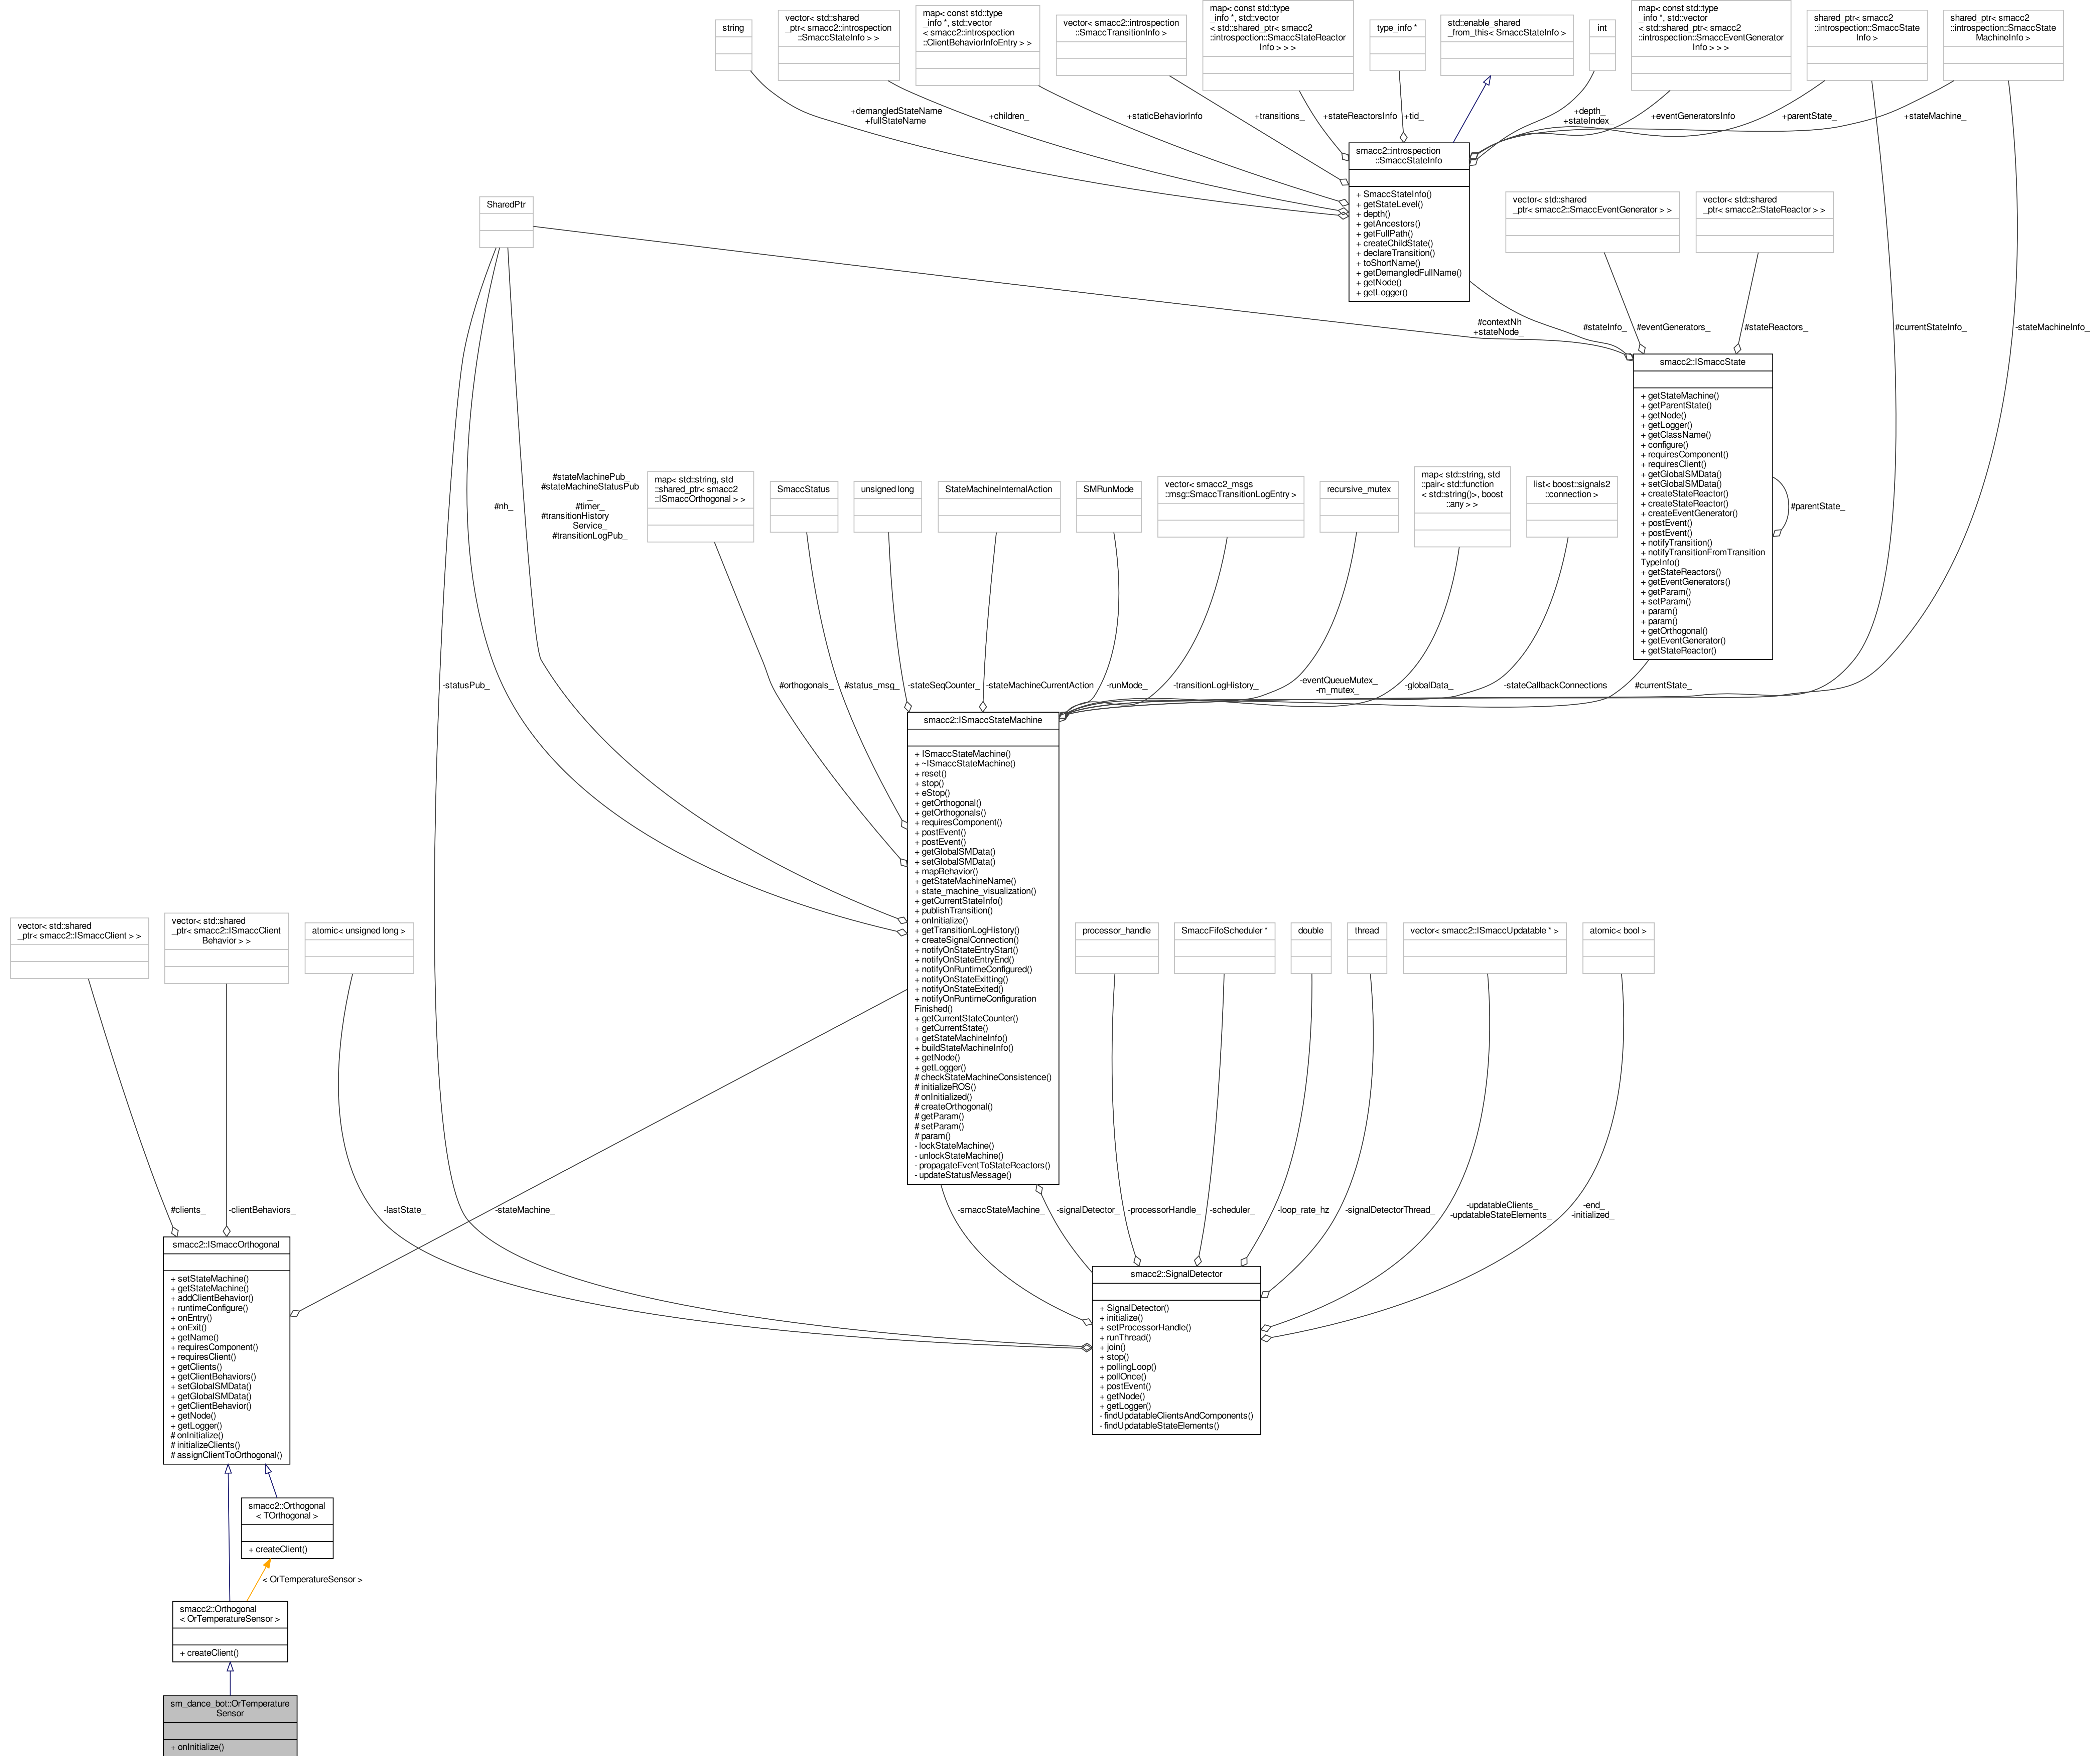 string
vector< std::shared
_ptr< smacc2::introspection
::SmaccStateInfo > >
map< const std::type
_info *, std::vector
< smacc2::introspection
::ClientBehaviorInfoEntry > >
vector< smacc2::introspection
::SmaccTransitionInfo >
map< const std::type
_info *, std::vector
< std::shared_ptr< smacc2
::introspection::SmaccStateReactor
Info > > >
type_info *
std::enable_shared
_from_this< SmaccStateInfo >
int
map< const std::type
_info *, std::vector
< std::shared_ptr< smacc2
::introspection::SmaccEventGenerator
Info > > >
shared_ptr< smacc2
::introspection::SmaccState
Info >
shared_ptr< smacc2
::introspection::SmaccState
MachineInfo >
+demangledStateName
+fullStateName
+children_
+staticBehaviorInfo
+transitions_
+stateReactorsInfo
+tid_
+depth_
+stateIndex_
+eventGeneratorsInfo
+parentState_
+stateMachine_
smacc2::introspection
::SmaccStateInfo
+ SmaccStateInfo()
+ getStateLevel()
+ depth()
+ getAncestors()
+ getFullPath()
+ createChildState()
+ declareTransition()
+ toShortName()
+ getDemangledFullName()
+ getNode()
+ getLogger()
SharedPtr
vector< std::shared
_ptr< smacc2::SmaccEventGenerator > >
vector< std::shared
_ptr< smacc2::StateReactor > >
#contextNh
+stateNode_
#stateInfo_
#eventGenerators_
#stateReactors_
#currentStateInfo_
-stateMachineInfo_
smacc2::ISmaccState
+ getStateMachine()
+ getParentState()
+ getNode()
+ getLogger()
+ getClassName()
+ configure()
+ requiresComponent()
+ requiresClient()
+ getGlobalSMData()
+ setGlobalSMData()
+ createStateReactor()
+ createStateReactor()
+ createEventGenerator()
+ postEvent()
+ postEvent()
+ notifyTransition()
+ notifyTransitionFromTransition
TypeInfo()
+ getStateReactors()
+ getEventGenerators()
+ getParam()
+ setParam()
+ param()
+ param()
+ getOrthogonal()
+ getEventGenerator()
+ getStateReactor()
#parentState_
#nh_
#stateMachinePub_
#stateMachineStatusPub
_
#timer_
#transitionHistory
Service_
#transitionLogPub_
map< std::string, std
::shared_ptr< smacc2
::ISmaccOrthogonal > >
SmaccStatus
unsigned long
StateMachineInternalAction
SMRunMode
vector< smacc2_msgs
::msg::SmaccTransitionLogEntry >
recursive_mutex
map< std::string, std
::pair< std::function
< std::string()>, boost
::any > >
list< boost::signals2
::connection >
-statusPub_
#orthogonals_
#status_msg_
-stateSeqCounter_
-stateMachineCurrentAction
-runMode_
-transitionLogHistory_
-eventQueueMutex_
-m_mutex_
-globalData_
-stateCallbackConnections
#currentState_
smacc2::ISmaccStateMachine
+ ISmaccStateMachine()
+ ~ISmaccStateMachine()
+ reset()
+ stop()
+ eStop()
+ getOrthogonal()
+ getOrthogonals()
+ requiresComponent()
+ postEvent()
+ postEvent()
+ getGlobalSMData()
+ setGlobalSMData()
+ mapBehavior()
+ getStateMachineName()
+ state_machine_visualization()
+ getCurrentStateInfo()
+ publishTransition()
+ onInitialize()
+ getTransitionLogHistory()
+ createSignalConnection()
+ notifyOnStateEntryStart()
+ notifyOnStateEntryEnd()
+ notifyOnRuntimeConfigured()
+ notifyOnStateExitting()
+ notifyOnStateExited()
+ notifyOnRuntimeConfiguration
Finished()
+ getCurrentStateCounter()
+ getCurrentState()
+ getStateMachineInfo()
+ buildStateMachineInfo()
+ getNode()
+ getLogger()
# checkStateMachineConsistence()
# initializeROS()
# onInitialized()
# createOrthogonal()
# getParam()
# setParam()
# param()
- lockStateMachine()
- unlockStateMachine()
- propagateEventToStateReactors()
- updateStatusMessage()
vector< std::shared
_ptr< smacc2::ISmaccClient > >
vector< std::shared
_ptr< smacc2::ISmaccClient
Behavior > >
atomic< unsigned long >
processor_handle
SmaccFifoScheduler *
double
thread
vector< smacc2::ISmaccUpdatable * >
atomic< bool >
#clients_
-clientBehaviors_
-lastState_
-stateMachine_
-smaccStateMachine_
-signalDetector_
-processorHandle_
-scheduler_
-loop_rate_hz
-signalDetectorThread_
-updatableClients_
-updatableStateElements_
-end_
-initialized_
smacc2::ISmaccOrthogonal
+ setStateMachine()
+ getStateMachine()
+ addClientBehavior()
+ runtimeConfigure()
+ onEntry()
+ onExit()
+ getName()
+ requiresComponent()
+ requiresClient()
+ getClients()
+ getClientBehaviors()
+ setGlobalSMData()
+ getGlobalSMData()
+ getClientBehavior()
+ getNode()
+ getLogger()
# onInitialize()
# initializeClients()
# assignClientToOrthogonal()
smacc2::SignalDetector
+ SignalDetector()
+ initialize()
+ setProcessorHandle()
+ runThread()
+ join()
+ stop()
+ pollingLoop()
+ pollOnce()
+ postEvent()
+ getNode()
+ getLogger()
- findUpdatableClientsAndComponents()
- findUpdatableStateElements()
smacc2::Orthogonal
< TOrthogonal >
+ createClient()
< OrTemperatureSensor >
smacc2::Orthogonal
< OrTemperatureSensor >
+ createClient()
sm_dance_bot::OrTemperature
Sensor
+ onInitialize()